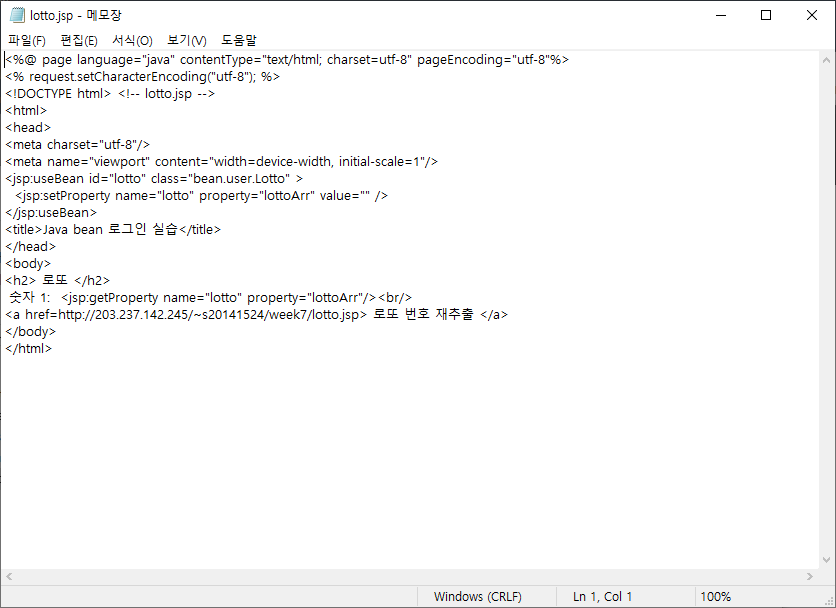 lotto.jsp - 메모장
파일(F) 편집(E) 서식(O) 보기(V) 도움말
<%@ page language="java" contentType="text/html; charset=utf-8" pageEncoding="utf-8"%>
<% request.setCharacterEncoding("utf-8"); %>
<!DOCTYPE html> <!-- lotto.jsp -->
<html>
<head>
<meta charset="utf-8"/>
<meta name="viewport" content="width=device-width, initial-scale=1"/>
<jsp:useBean id="lotto" class="bean.user.Lotto" >
  <jsp:setProperty name="lotto" property="lottoArr" value="" />
</jsp:useBean>
<title>Java bean 로그인 실습</title>
</head>
<body>
<h2> 로또 </h2>
 숫자 1:  <jsp:getProperty name="lotto" property="lottoArr"/><br/>
<a href=http://203.237.142.245/~s20141524/week7/lotto.jsp> 로또 번호 재추출 </a>
</body>
</html>
Windows (CRLF) Ln 1, Col 1 100%